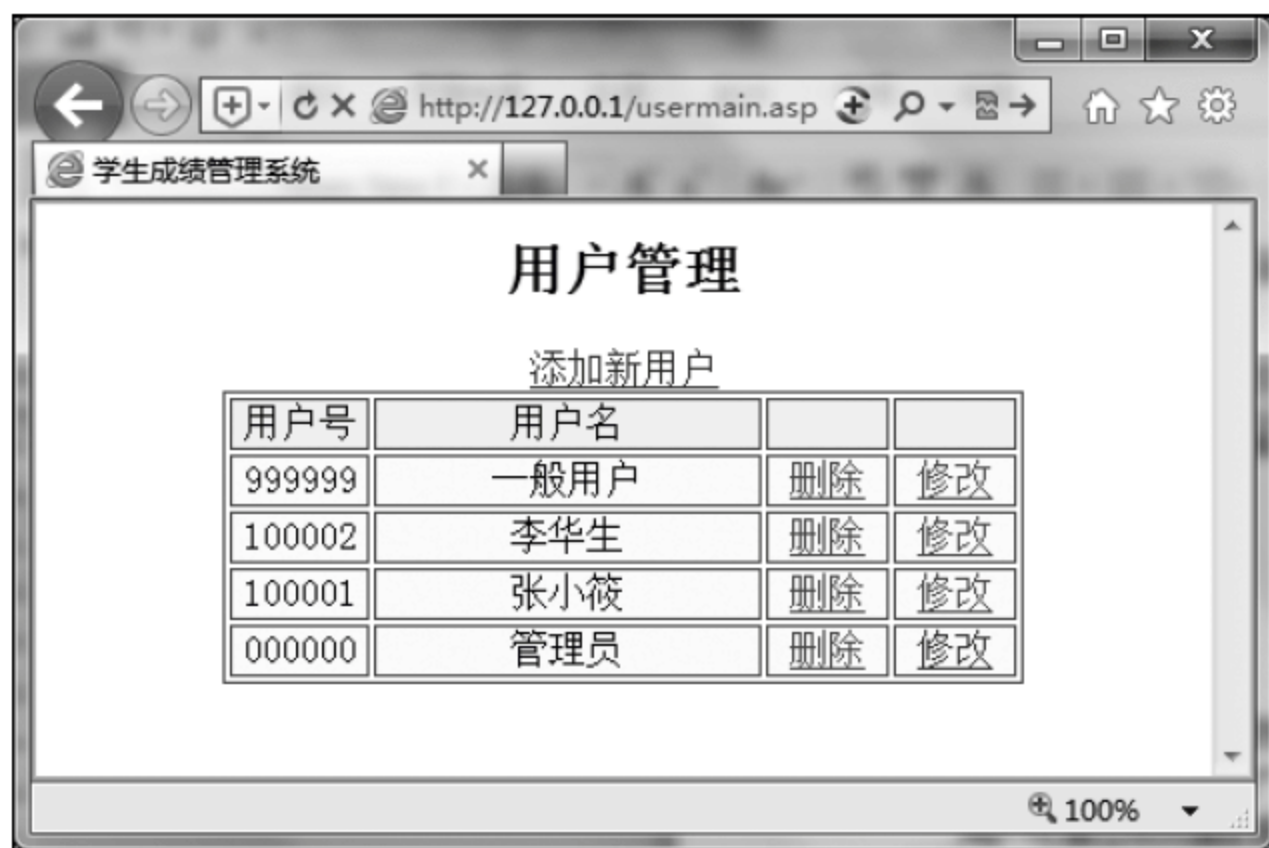 http://127.0.0.1/usermain.asp
学生成绩管理系统
用户管理
添加新用户
用户号 用户名
999999 一般用户 删除 修改
100002 李华生 删除 修改
100001 张小筱 删除 修改
000000 管理员 删除 修改
100%